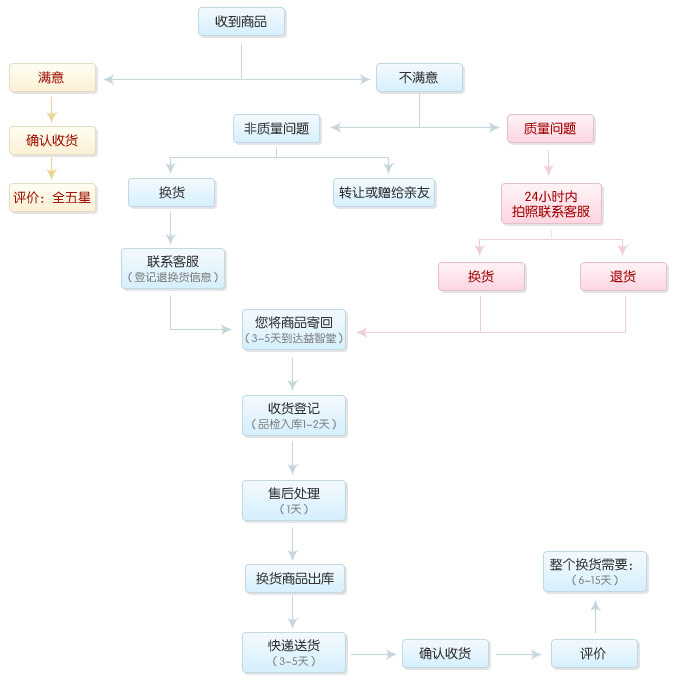 收到商品
满意
不满意
非质量问题
质量问题
确认收货
换货
转让或赠给亲友
评价：全五星
24小时内
拍照联系客服
联系客服
（登记退换货信息）
换货
退货
您将商品寄回
（3-5天到达益智堂）
收货登记
（品检入库1-2天）
售后处理
（1天）
换货商品出库
整个换货需要：
（6-15天）
快递送货
（3-5天）
确认收货
评价